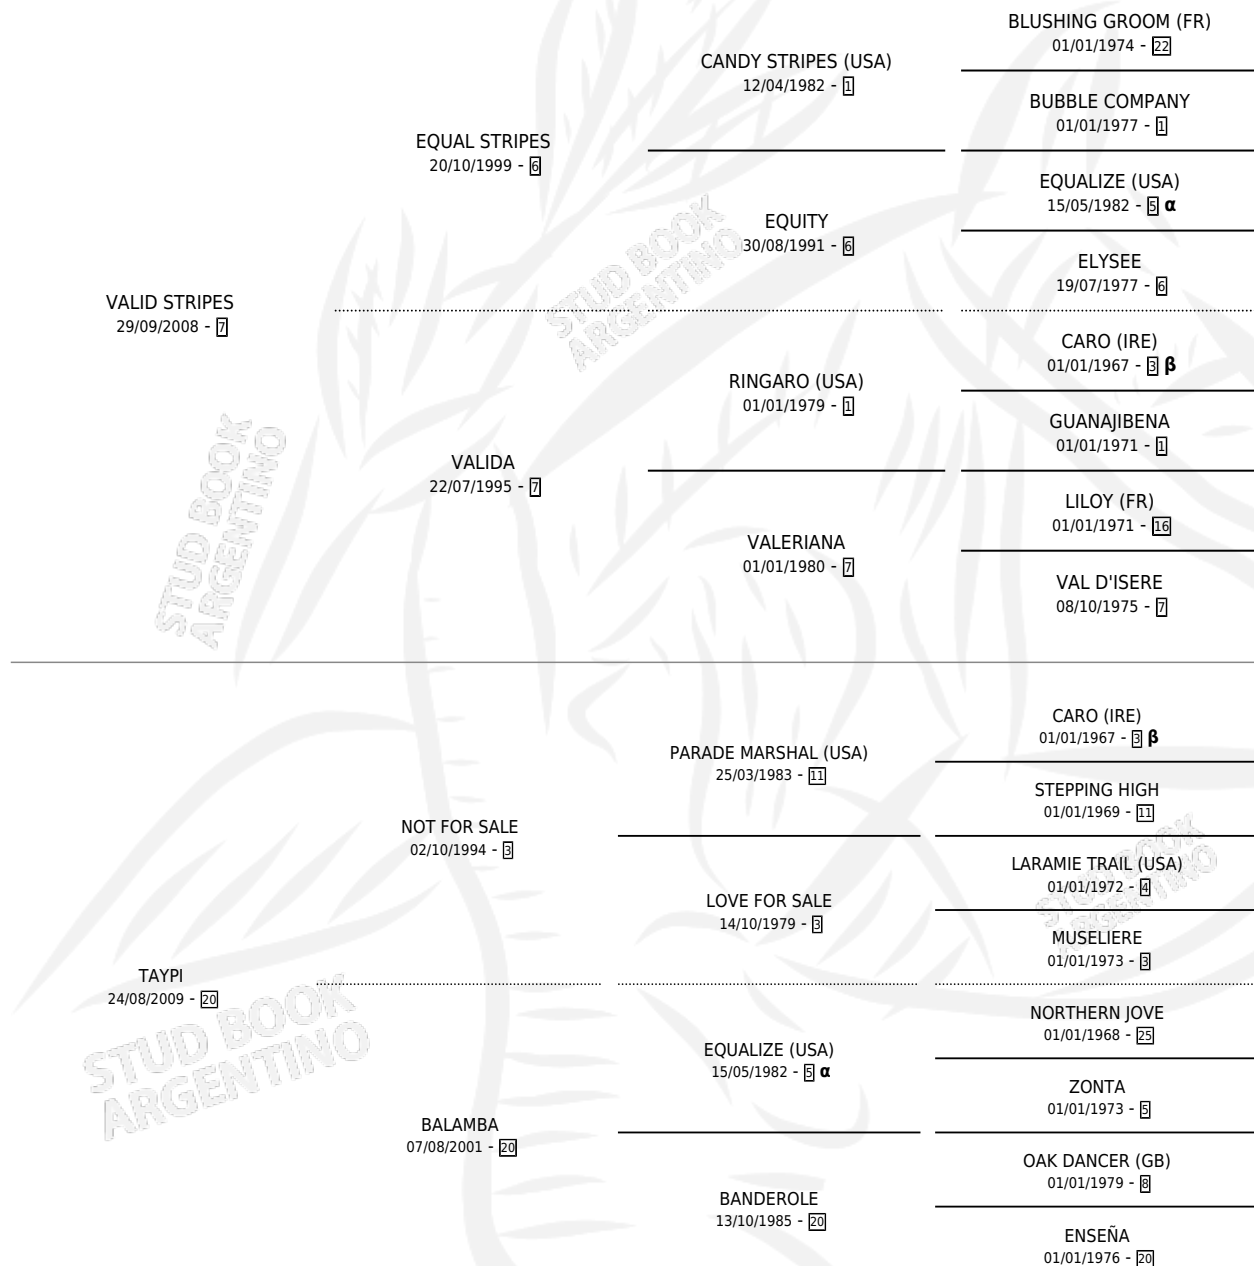 BLUSHING GROOM (FR)
01/01/1974 - 22
CANDY STRIPES (USA)
12/04/1982 - 1
BUBBLE COMPANY
01/01/1977 - 1
EQUAL STRIPES
20/10/1999 - 6
EQUALIZE (USA)
15/05/1982 - 5 α
EQUITY
30/08/1991 - 6
ELYSEE
19/07/1977 - 6
VALID STRIPES
29/09/2008 - 7
CARO (IRE)
01/01/1967 - 3 β
RINGARO (USA)
01/01/1979 - 1
GUANAJIBENA
01/01/1971 - 1
VALIDA
22/07/1995 - 7
LILOY (FR)
01/01/1971 - 16
VALERIANA
01/01/1980 - 7
VAL D'ISERE
08/10/1975 - 7
CARO (IRE)
01/01/1967 - 3 β
PARADE MARSHAL (USA)
25/03/1983 - 11
STEPPING HIGH
01/01/1969 - 11
NOT FOR SALE
02/10/1994 - 3
LARAMIE TRAIL (USA)
01/01/1972 - 4
LOVE FOR SALE
14/10/1979 - 3
MUSELIERE
01/01/1973 - 3
TAYPI
24/08/2009 - 20
NORTHERN JOVE
01/01/1968 - 25
EQUALIZE (USA)
15/05/1982 - 5 α
ZONTA
01/01/1973 - 5
BALAMBA
07/08/2001 - 20
OAK DANCER (GB)
01/01/1979 - 8
BANDEROLE
13/10/1985 - 20
ENSEÑA
01/01/1976 - 20
STUD BOOK
ARGENTINO
STUD BOOK
ARGENTINO
STUD BOOK
ARGENTINO
STUD BOOK
ARGENTINO